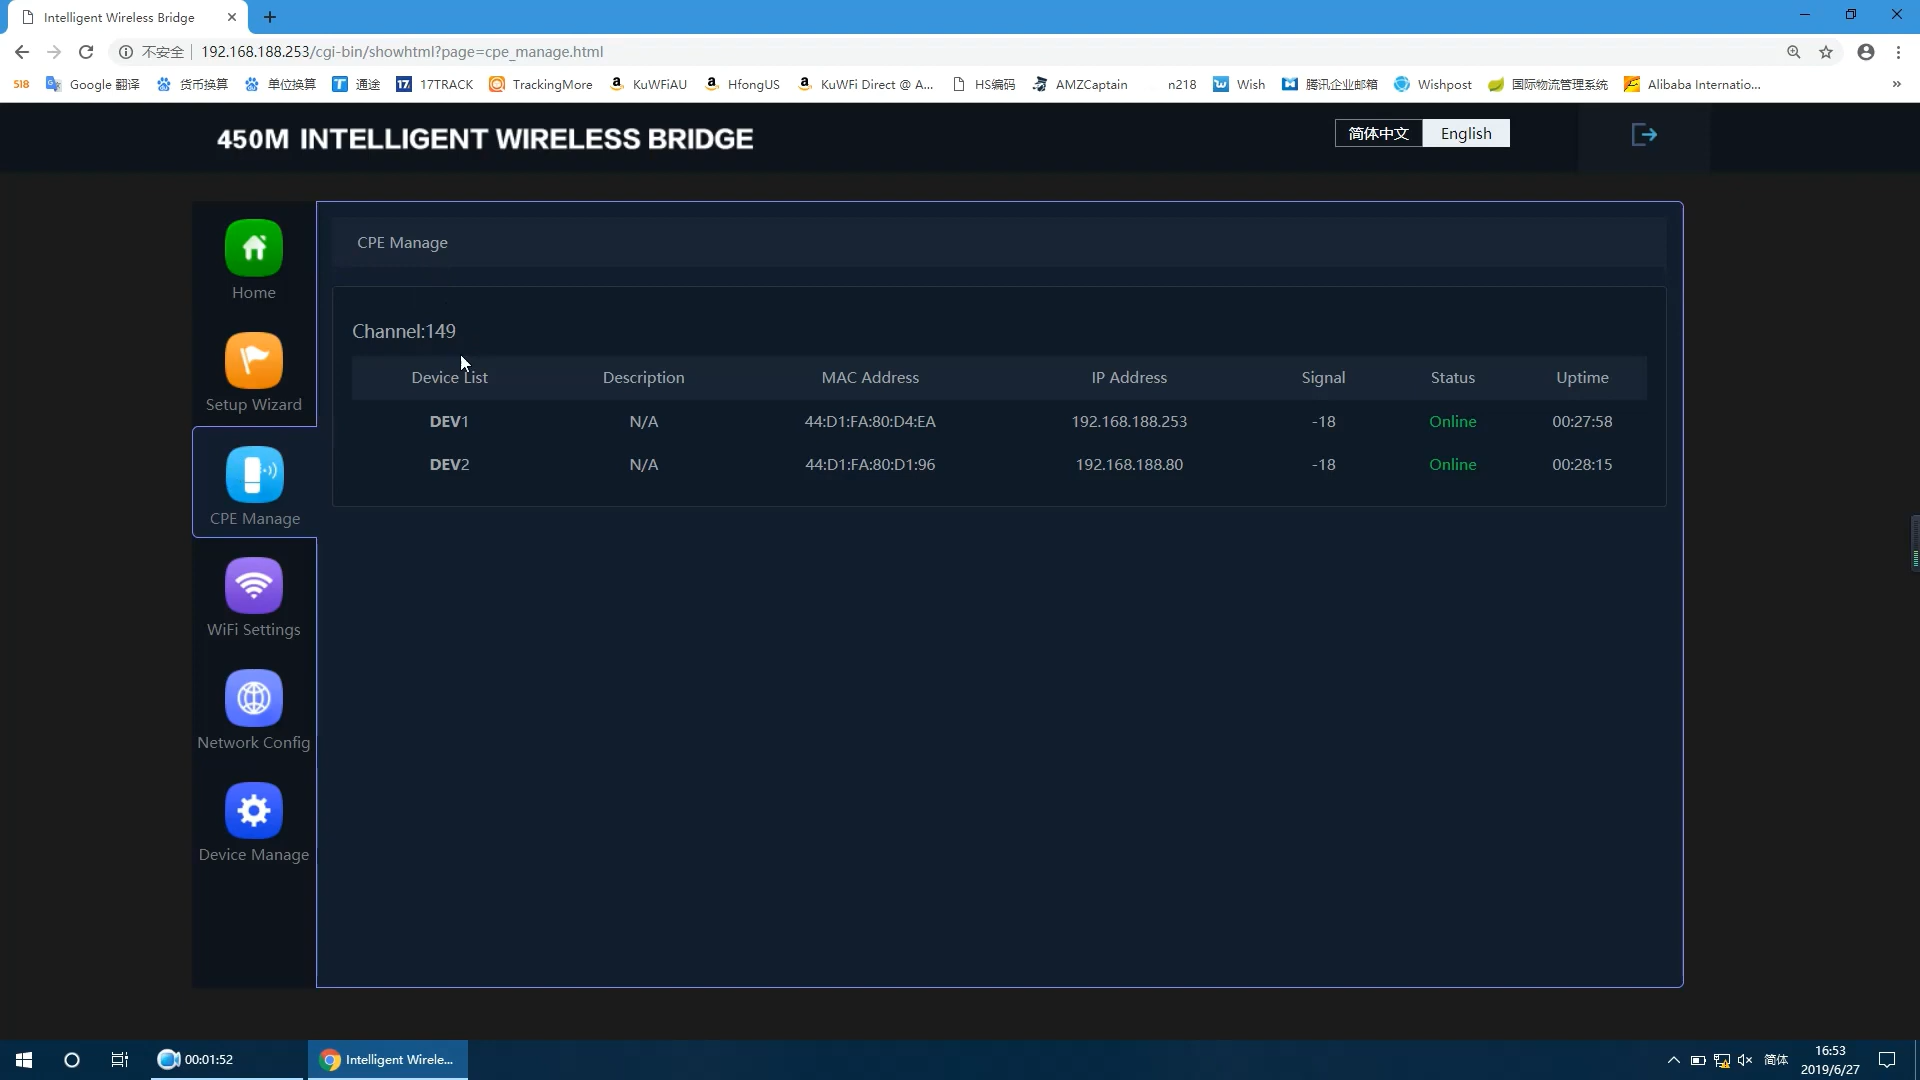 Intelligent Wireless Bridge
不安全 192.168.188.253/cgi-bin/showhtml?page=cpe_manage.html
518 Google 翻译 货币换算 单位换算 T 通途 17 17TRACK TrackingMore a KuWFiAU a HfongUS a KuWFi Direct @ A... HS编码 AMZCaptain n218 Wish 腾讯企业邮箱 Wishpost 国际物流管理系统 Alibaba Internatio... »
450M INTELLIGENT WIRELESS BRIDGE
简体中文 English
Home
Setup Wizard
CPE Manage
WiFi Settings
Network Config
Device Manage
CPE Manage
Channel:149
Device List Description MAC Address IP Address Signal Status Uptime
DEV1 N/A 44:D1:FA:80:D4:EA 192.168.188.253 -18 Online 00:27:58
DEV2 N/A 44:D1:FA:80:D1:96 192.168.188.80 -18 Online 00:28:15
00:01:52 Intelligent Wirele... 简体 16:53
2019/6/27